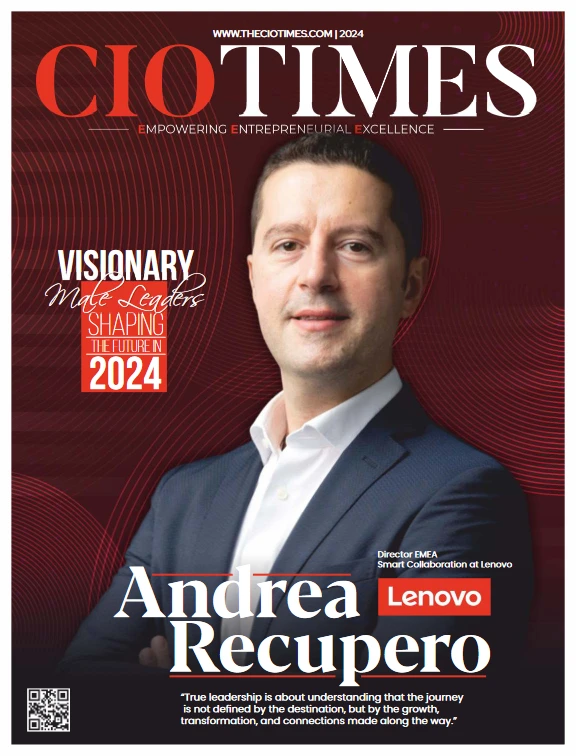 WWW.THECIOTIMES.COM | 2024
CIOTIMES
EMPOWERING ENTREPRENEURIAL EXCELLENCE
VISIONARY
Male Leaders
SHAPING
THE FUTURE IN
2024
Director EMEA
Smart Collaboration at Lenovo
Lenovo
Andrea
Recupero
“True leadership is about understanding that the journey
is not defined by the destination, but by the growth,
transformation, and connections made along the way.”